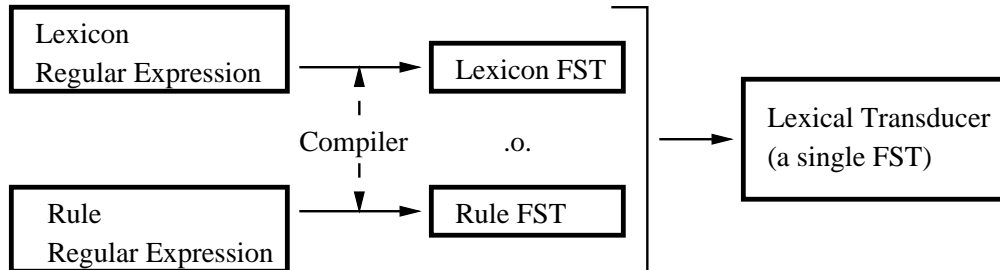 Lexicon
Regular Expression
Lexicon FST
Compiler
.o.
Lexical Transducer
(a single FST)
Rule
Regular Expression
Rule FST